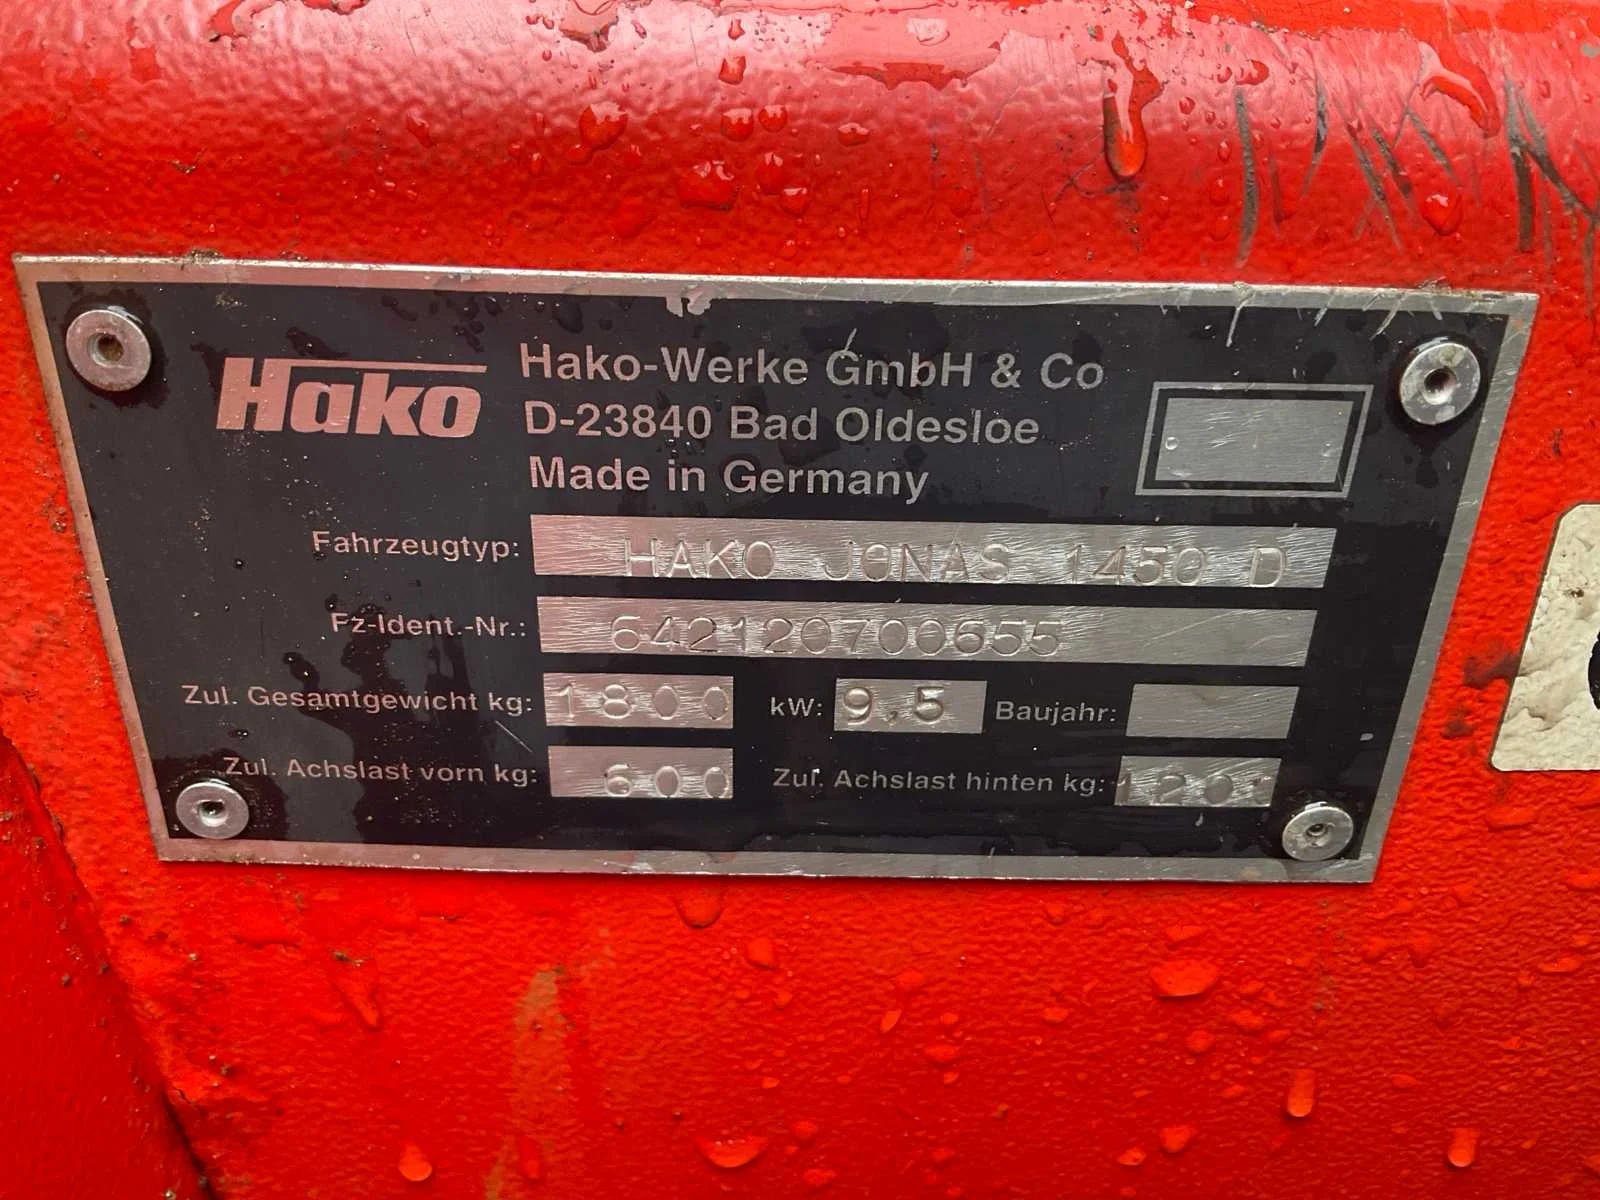 Hako
Hako-Werke GmbH & Co
D-23840 Bad Oldesloe
Made in Germany
Fahrzeugtyp: HAKO JONAS 1450 D
Fz-Ident.-Nr.: 642120700655
Zul. Gesamtgewicht kg: 1800 kW: 9,5 Baujahr:
Zul. Achslast vorn kg: 600 Zul. Achslast hinten kg: